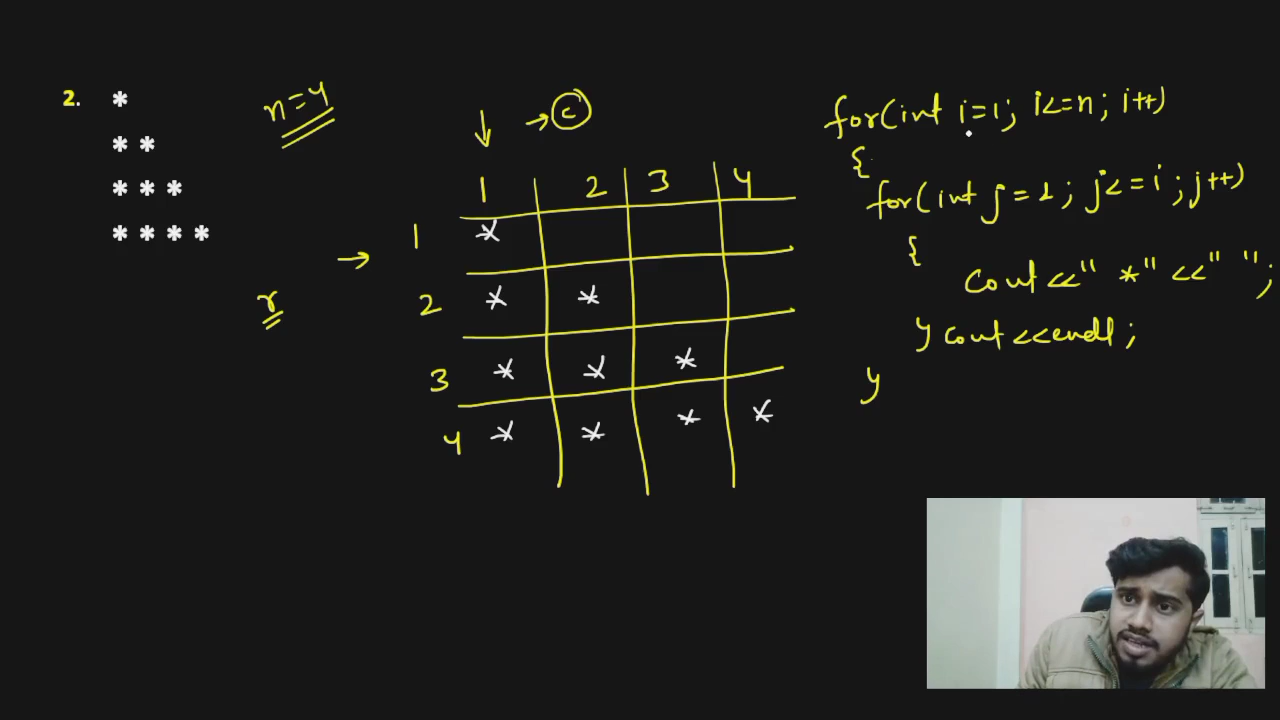 2. *
* *
* * *
* * * *
n=4
r
→ c
1 2 3 4
1 *
2 * *
3 * * *
4 * * * *
for(int i=1; i<=n; i++)
{
for(int j=1; j<=i; j++)
{
cout<<"*"<<" ";
} cout<<endl;
}